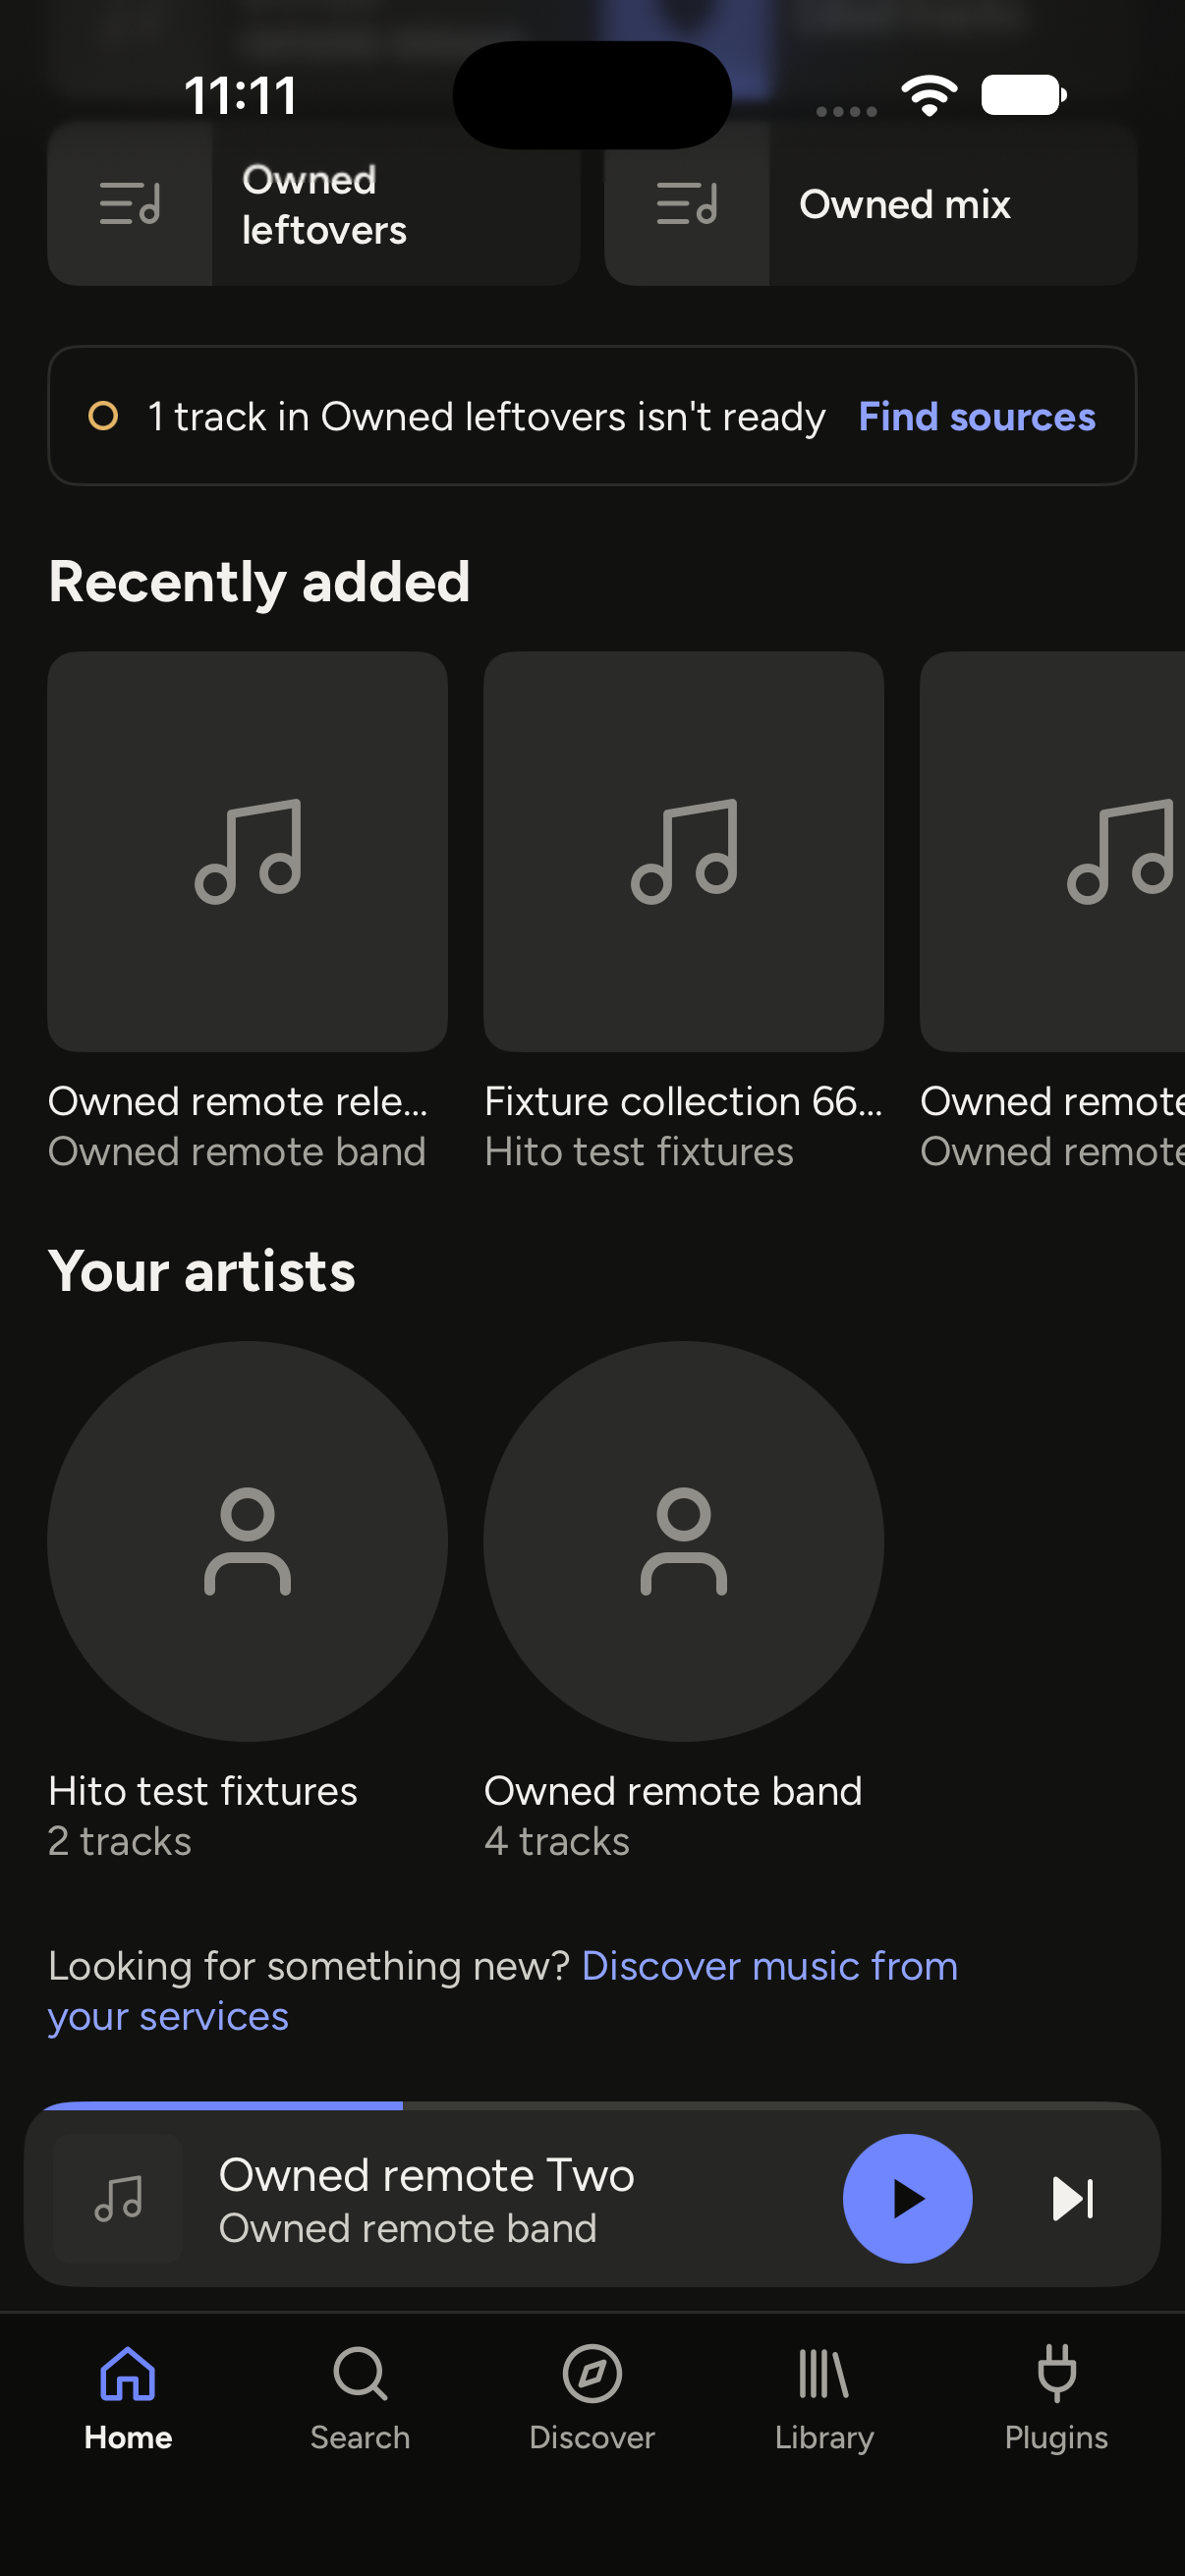 11:11
Owned
leftovers
Owned mix
1 track in Owned leftovers isn't ready Find sources
Recently added
Owned remote rele...
Owned remote band
Fixture collection 66...
Hito test fixtures
Owned remote
Owned remote
Your artists
Hito test fixtures
2 tracks
Owned remote band
4 tracks
Looking for something new? Discover music from
your services
Owned remote Two
Owned remote band
Home
Search
Discover
Library
Plugins